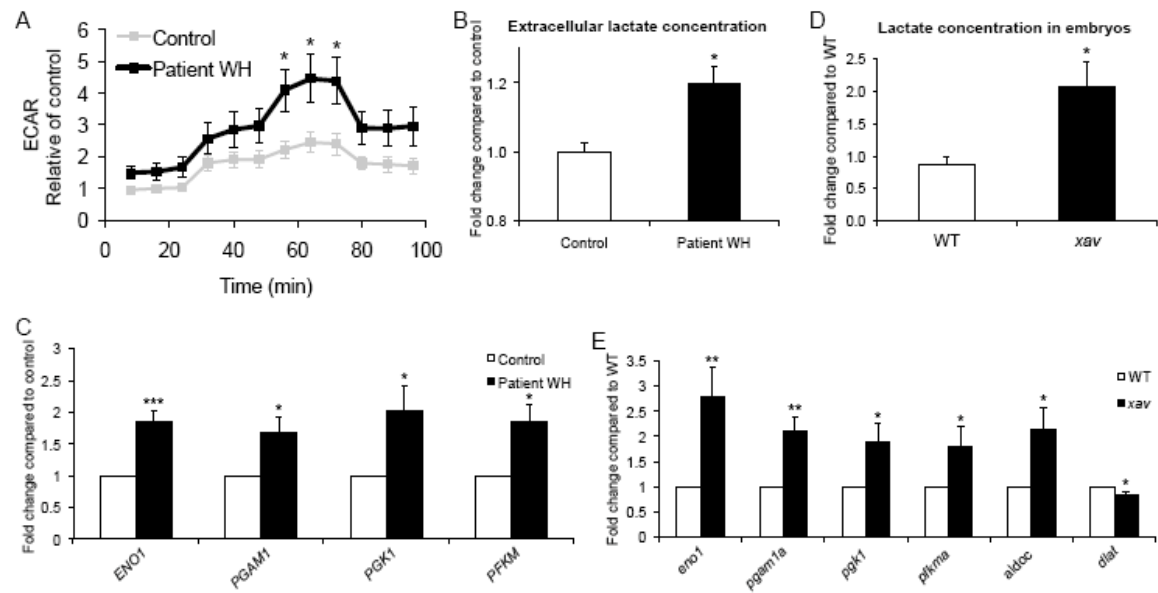 A
ECAR
Relative of control
6
5
4
3
2
1
0
Control
Patient WH
* * *
0 20 40 60 80 100
Time (min)
B
Extracellular lactate concentration
Fold change compared to control
1.2
1.0
0.8
*
Control Patient WH
D
Lactate concentration in embryos
Fold change compared to WT
2.5
2.0
1.5
1.0
0.5
0.0
*
WT xav
C
Fold change compared to control
3
2.5
2
1.5
1
0.5
0
Control
Patient WH
*** * * *
ENO1 PGAM1 PGK1 PFKM
E
Fold change compared to WT
3.5
3
2.5
2
1.5
1
0.5
0
WT
xav
** ** * * * *
eno1 pgam1a pgk1 pfkma aldoc dlat